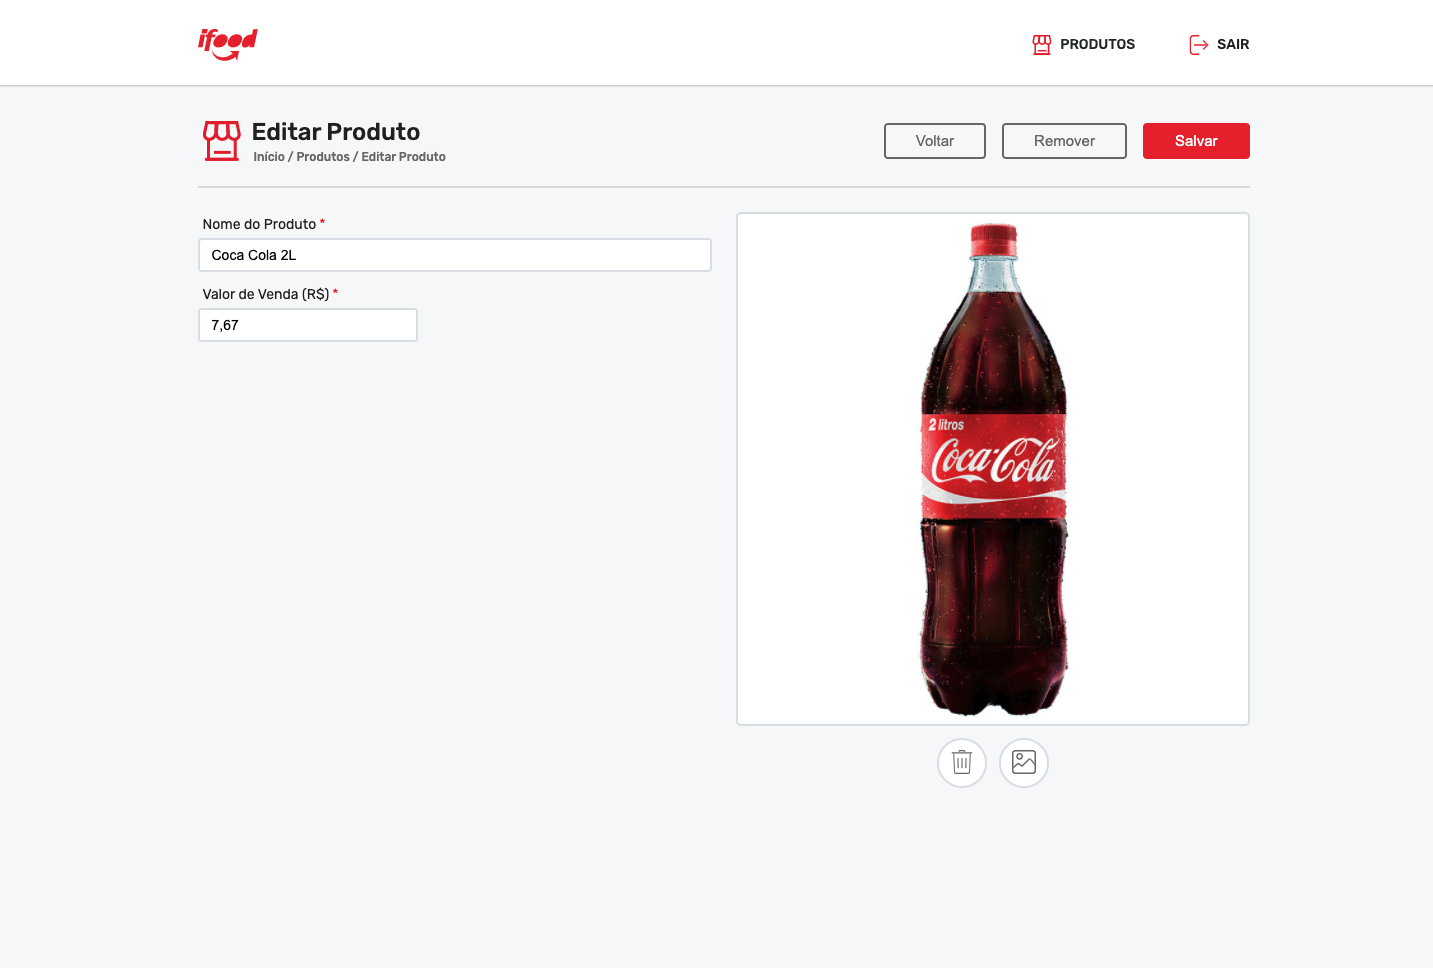 ifood
PRODUTOS
SAIR
Editar Produto
Início / Produtos / Editar Produto
Voltar
Remover
Salvar
Nome do Produto *
Coca Cola 2L
Valor de Venda (R$) *
7,67
2 litros
Coca-Cola